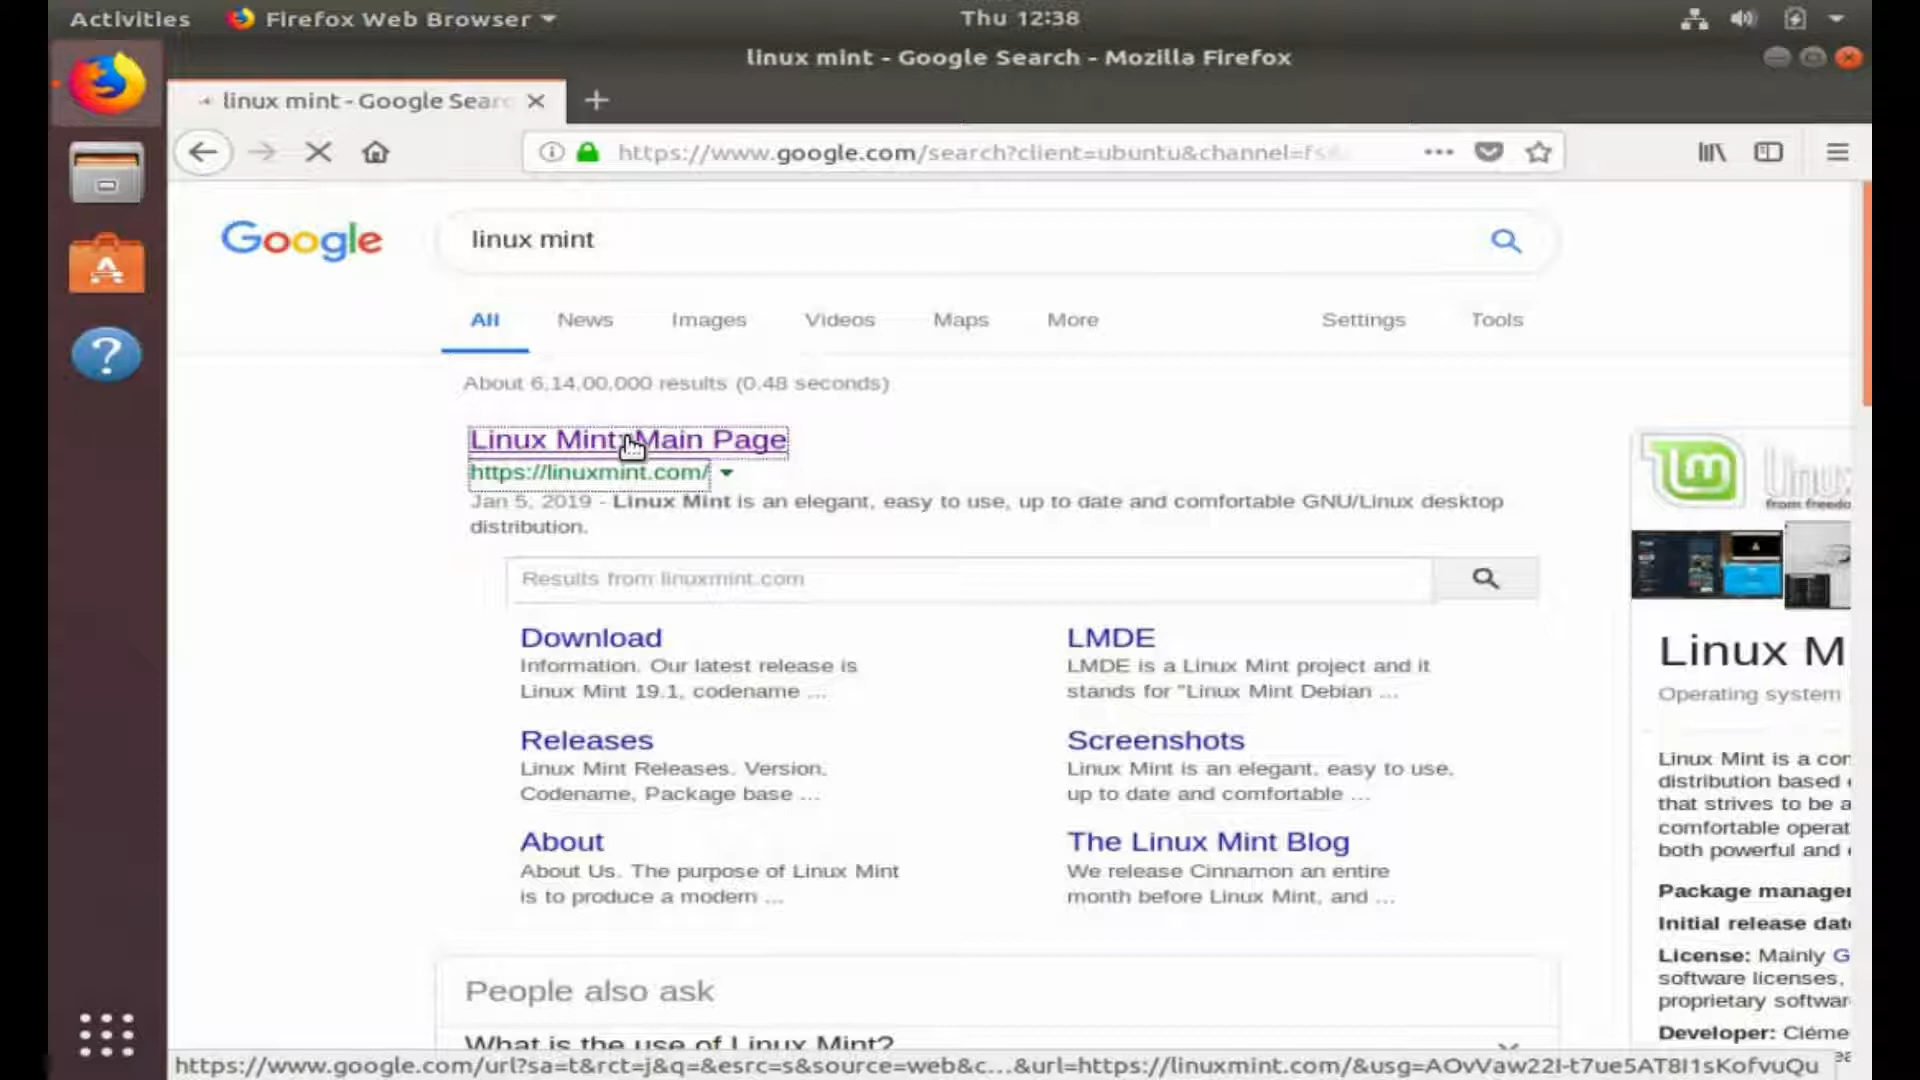 Activities Firefox Web Browser Thu 12:38
linux mint - Google Search - Mozilla Firefox
linux mint - Google Sear
https://www.google.com/search?client=ubuntu&channel=fs
Google linux mint
All News Images Videos Maps More Settings Tools
About 6,14,00,000 results (0.48 seconds)
Linux Mint: Main Page
https://linuxmint.com/
Jan 5, 2019 - Linux Mint is an elegant, easy to use, up to date and comfortable GNU/Linux desktop
distribution.
Results from linuxmint.com
Download
Information. Our latest release is
Linux Mint 19.1, codename ...
LMDE
LMDE is a Linux Mint project and it
stands for "Linux Mint Debian ...
Releases
Linux Mint Releases. Version.
Codename, Package base ...
Screenshots
Linux Mint is an elegant, easy to use,
up to date and comfortable ...
About
About Us. The purpose of Linux Mint
is to produce a modern ...
The Linux Mint Blog
We release Cinnamon an entire
month before Linux Mint, and ...
People also ask
What is the use of Linux Mint?
lm Linux
from freedo
Linux M
Operating system
Linux Mint is a con
distribution based
that strives to be a
comfortable operat
both powerful and
Package manager
Initial release date
License: Mainly G
software licenses,
proprietary softwar
Developer: Cléme
https://www.google.com/url?sa=t&rct=j&q=&esrc=s&source=web&c...&url=https://linuxmint.com/&usg=AOvVaw22I-t7ue5AT8I1sKofvuQu